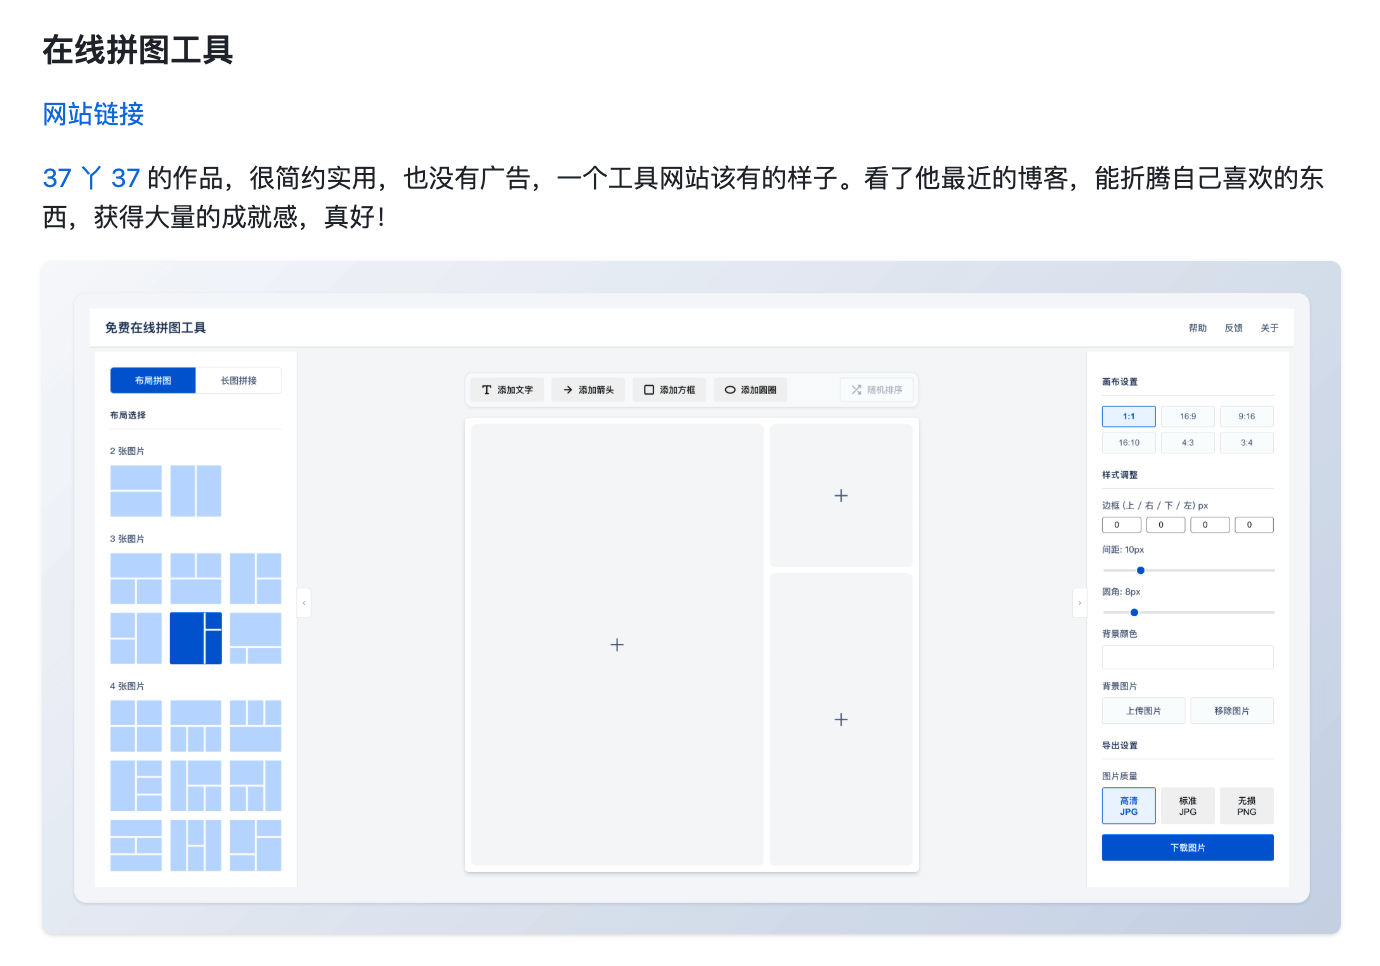 在线拼图工具
网站链接
37 丫 37 的作品，很简约实用，也没有广告，一个工具网站该有的样子。看了他最近的博客，能折腾自己喜欢的东
西，获得大量的成就感，真好！
免费在线拼图工具
帮助 反馈 关于
布局拼图 长图拼接
布局选择
2 张图片
3 张图片
4 张图片
添加文字 添加箭头 添加方框 添加圆圈 随机排序
画布设置
1:1 16:9 9:16
16:10 4:3 3:4
样式调整
边框 (上 / 右 / 下 / 左) px
0 0 0 0
间距: 10px
圆角: 8px
背景颜色
背景图片
上传图片 移除图片
导出设置
图片质量
高清 标准 无损
JPG JPG PNG
下载图片